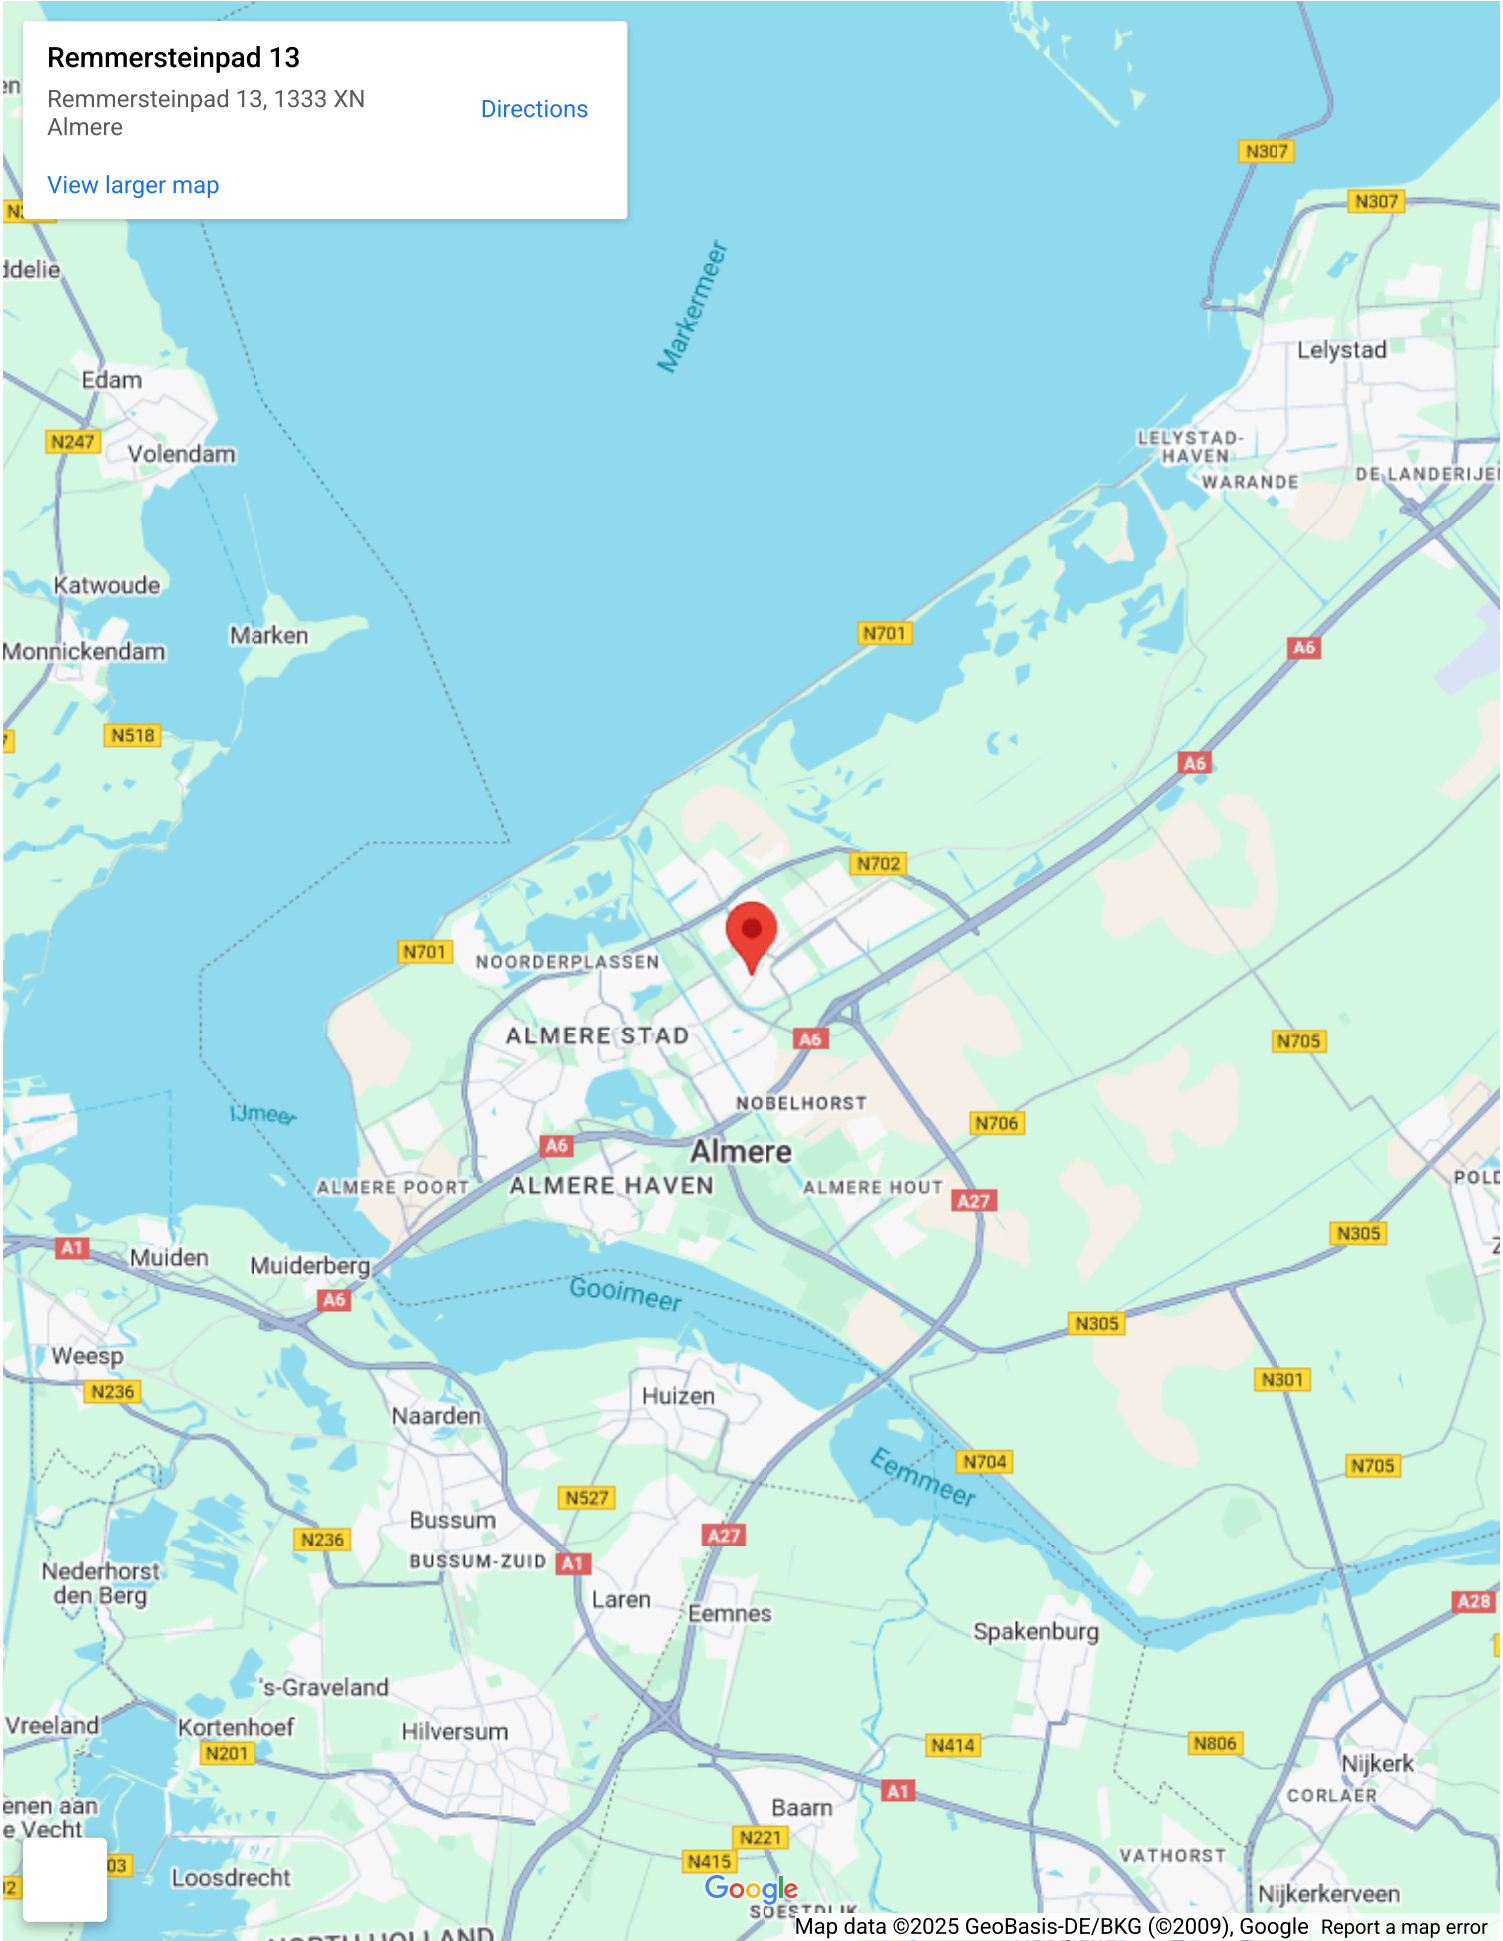 Remmersteinpad 13
Remmersteinpad 13, 1333 XN
Almere
Directions
View larger map
N307
N307
Markermeer
Lelystad
Edam
N247
Volendam
LELYSTAD-
HAVEN
WARANDE
Katwoude
Marken
N701
Monnickendam
A6
N518
A6
N702
N701
NOORDERPLASSEN
ALMERE STAD
A6
N705
IJmeer
NOBELHORST
N706
A6
Almere
ALMERE POORT
ALMERE HAVEN
ALMERE HOUT
A27
N305
A1
Muiden
Muiderberg
A6
Gooimeer
N305
Weesp
N236
N301
Huizen
Naarden
Eemmeer
N704
N705
N527
Bussum
N236
A27
BUSSUM-ZUID
A1
Nederhorst
den Berg
Laren
Eemnes
A28
Spakenburg
's-Graveland
Vreeland
Kortenhoef
Hilversum
N201
N414
N806
Nijkerk
A1
CORLAER
Baarn
N221
VATHORST
N415
Loosdrecht
Google
Nijkerkerveen
Map data ©2025 GeoBasis-DE/BKG (©2009), Google
Report a map error